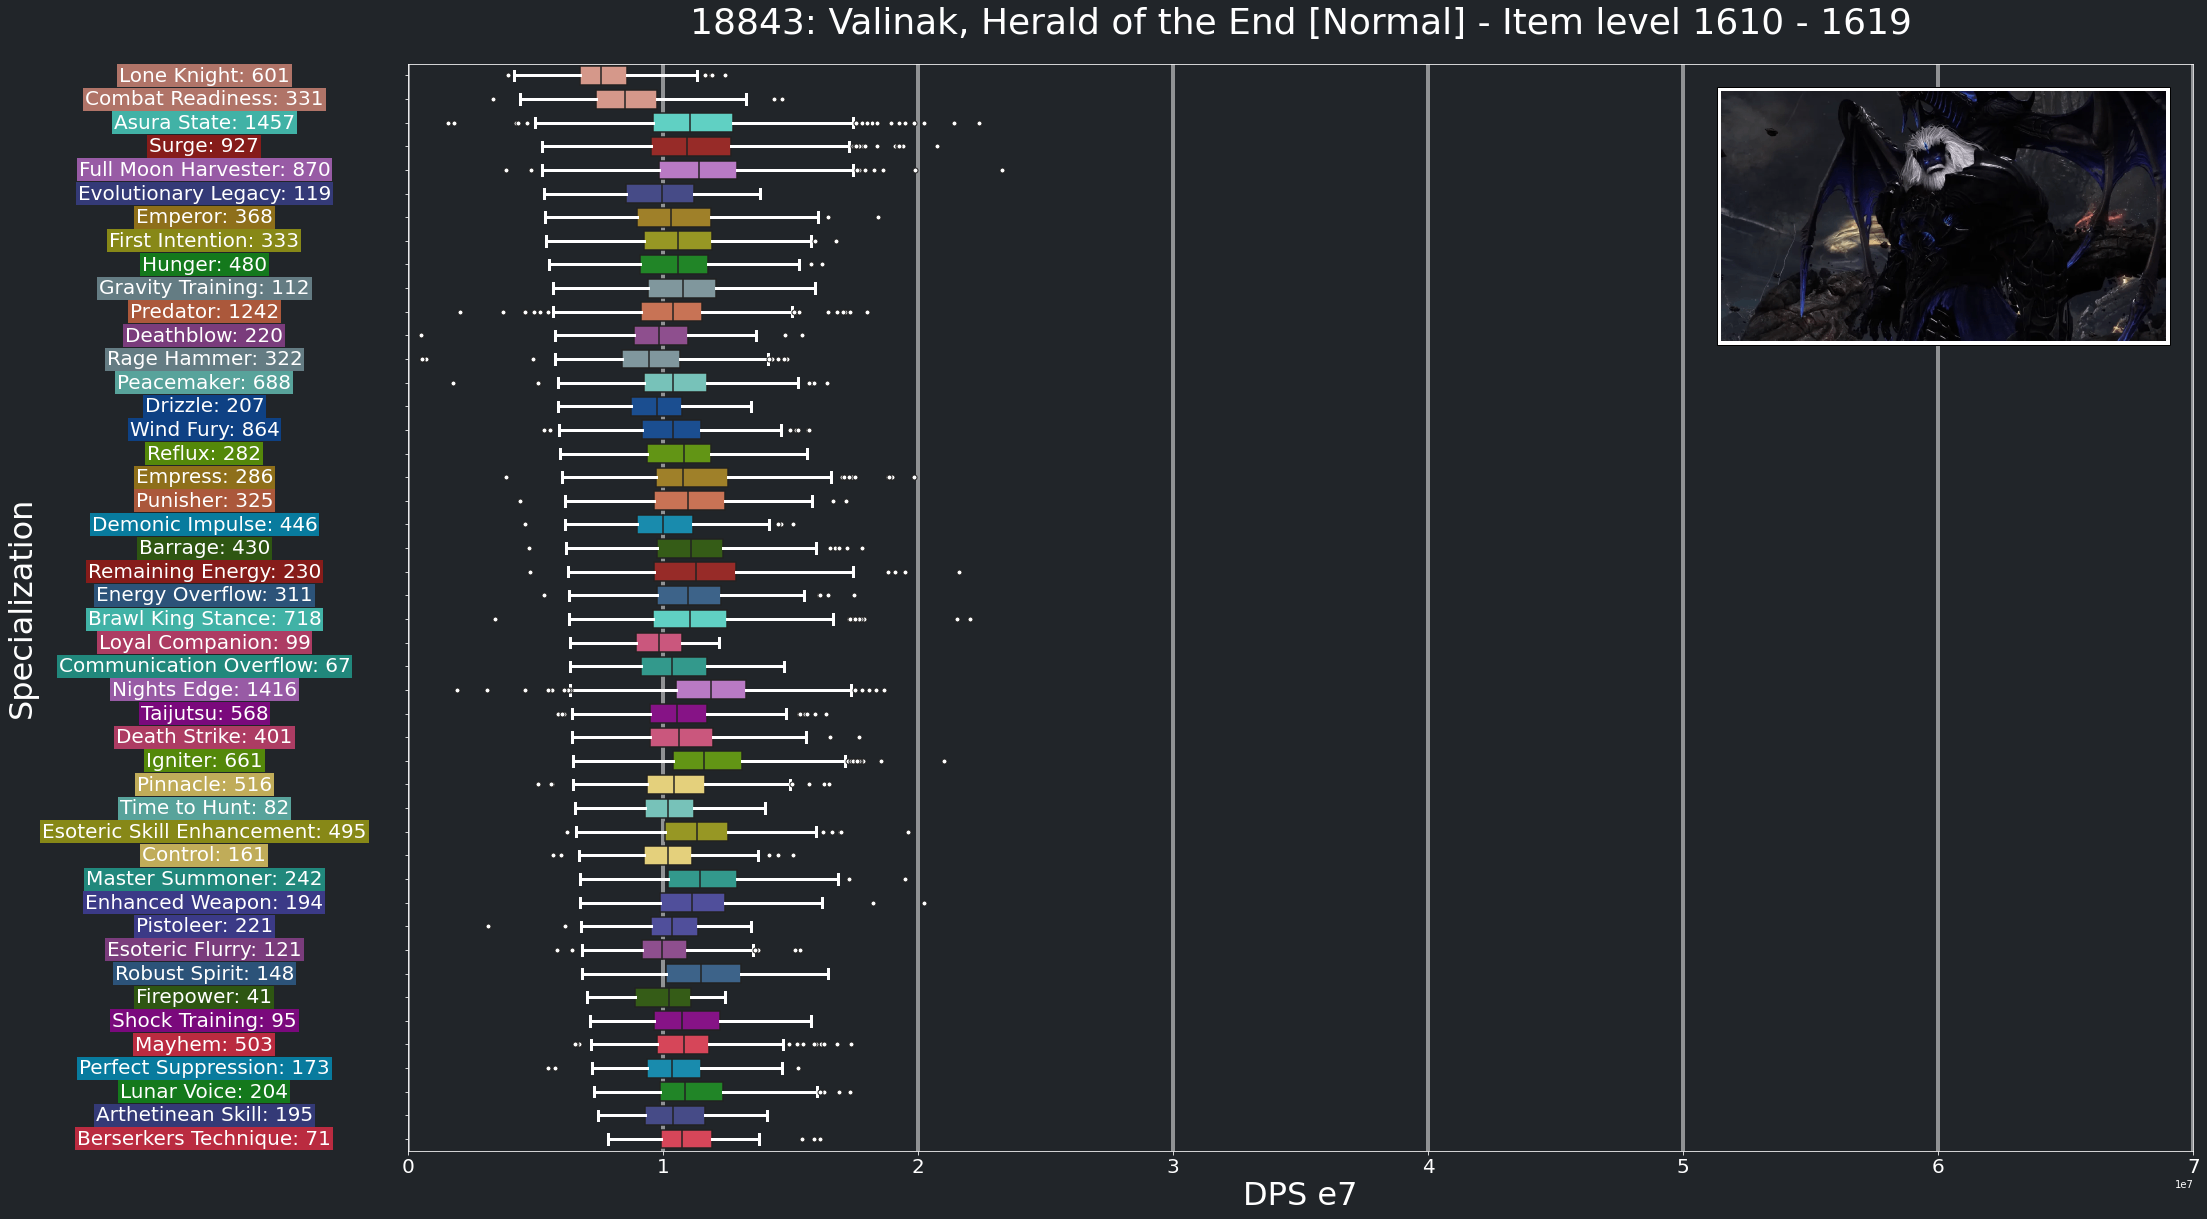 18843: Valinak, Herald of the End [Normal] - Item level 1610 - 1619
Lone Knight: 601
Combat Readiness: 331
Asura State: 1457
Surge: 927
Full Moon Harvester: 870
Evolutionary Legacy: 119
Emperor: 368
First Intention: 333
Hunger: 480
Gravity Training: 112
Predator: 1242
Deathblow: 220
Rage Hammer: 322
Peacemaker: 688
Drizzle: 207
Wind Fury: 864
Reflux: 282
Empress: 286
Punisher: 325
Demonic Impulse: 446
Barrage: 430
Remaining Energy: 230
Energy Overflow: 311
Brawl King Stance: 718
Loyal Companion: 99
Communication Overflow: 67
Nights Edge: 1416
Taijutsu: 568
Death Strike: 401
Igniter: 661
Pinnacle: 516
Time to Hunt: 82
Esoteric Skill Enhancement: 495
Control: 161
Master Summoner: 242
Enhanced Weapon: 194
Pistoleer: 221
Esoteric Flurry: 121
Robust Spirit: 148
Firepower: 41
Shock Training: 95
Mayhem: 503
Perfect Suppression: 173
Lunar Voice: 204
Arthetinean Skill: 195
Berserkers Technique: 71
Specialization
0 1 2 3 4 5 6 7
1e7
DPS e7